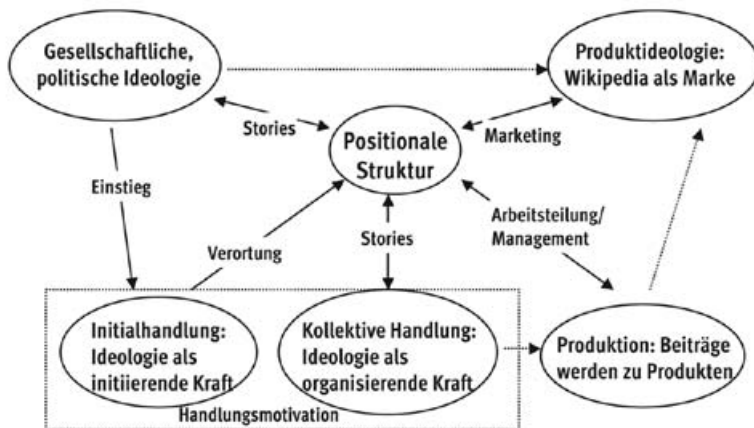 Gesellschaftliche,
politische Ideologie
Produktideologie:
Wikipedia als Marke
Stories
Marketing
Positionale
Struktur
Einstieg
Verortung
Stories
Arbeitsteilung/
Management
Initialhandlung:
Ideologie als
initiierende Kraft
Kollektive Handlung:
Ideologie als
organisierende Kraft
Produktion: Beiträge
werden zu Produkten
Handlungsmotivation